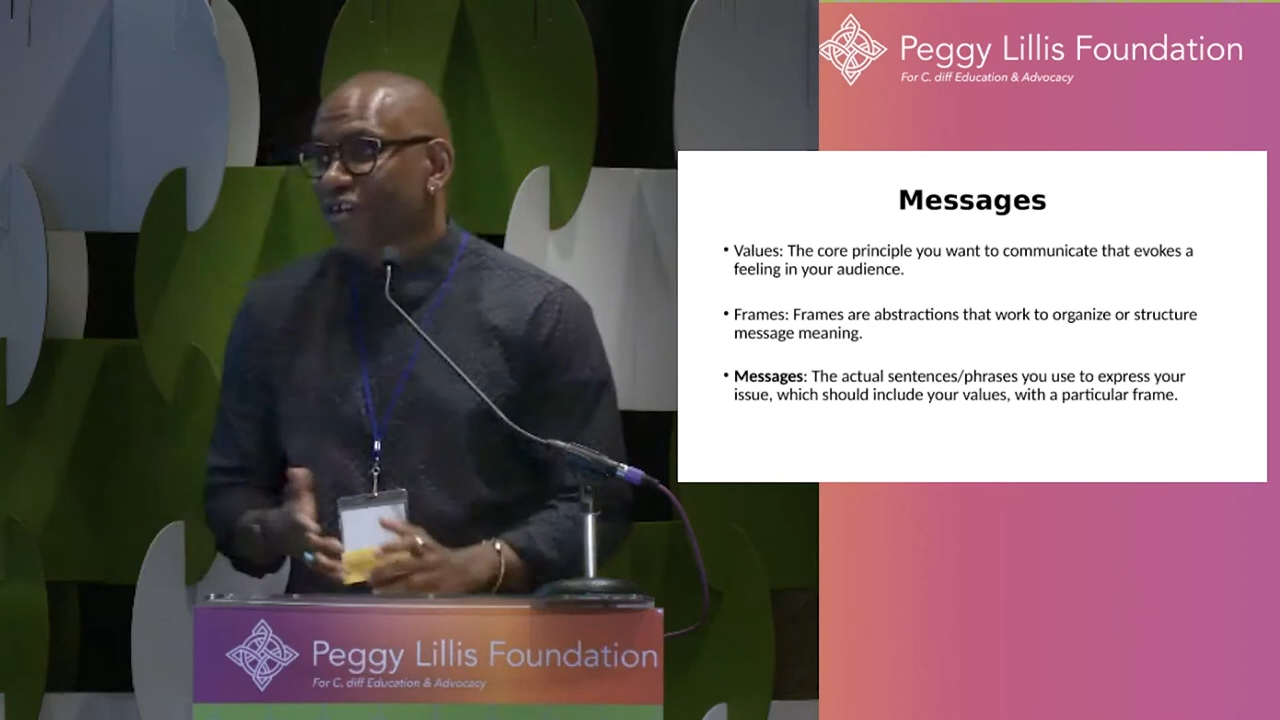 Peggy Lillis Foundation
For C. diff Education & Advocacy
Messages
• Values: The core principle you want to communicate that evokes a
feeling in your audience.
• Frames: Frames are abstractions that work to organize or structure
message meaning.
• Messages: The actual sentences/phrases you use to express your
issue, which should include your values, with a particular frame.
Peggy Lillis Foundation
For C. diff Education & Advocacy